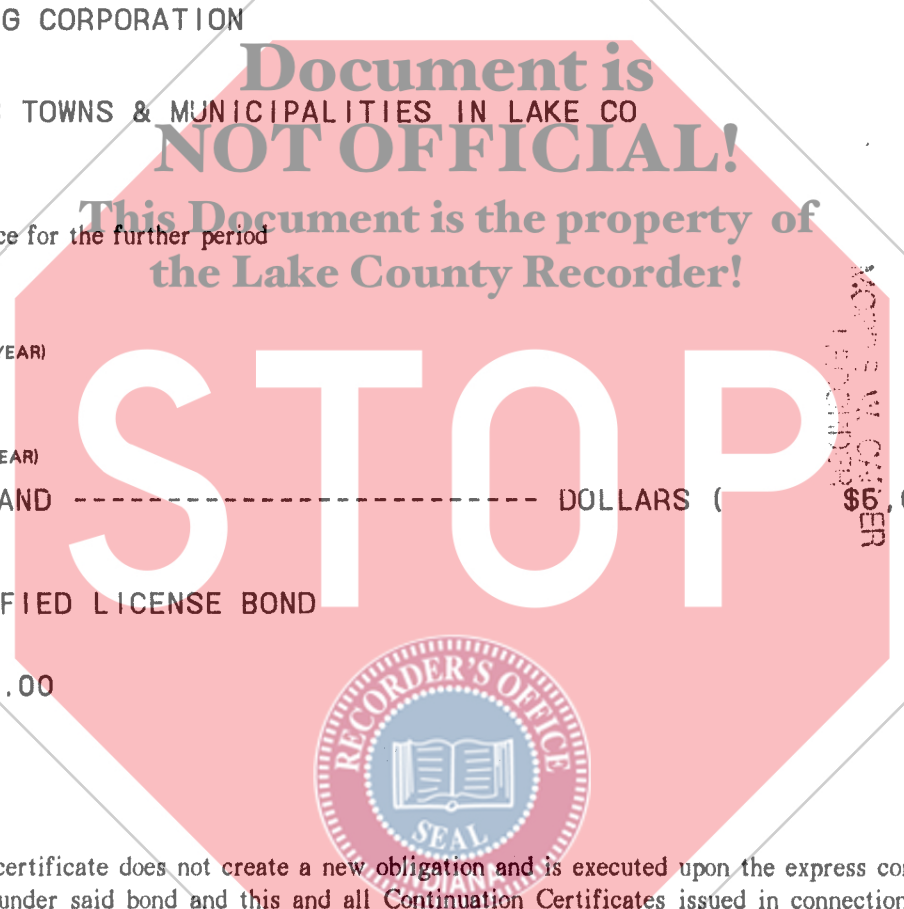 G CORPORATION
Document is
TOWNS & MUNICIPALITIES IN LAKE CO
NOT OFFICIAL!
This Document is the property of
ce for the further period
the Lake County Recorder!
YEAR)
STOP
EAR)
AND ------------------------------ DOLLARS ( $5,
FIED LICENSE BOND
.00
RECORDER'S OFFICE
SEAL
INDIANA
certificate does not create a new obligation and is executed upon the express co
under said bond and this and all Continuation Certificates issued in connection